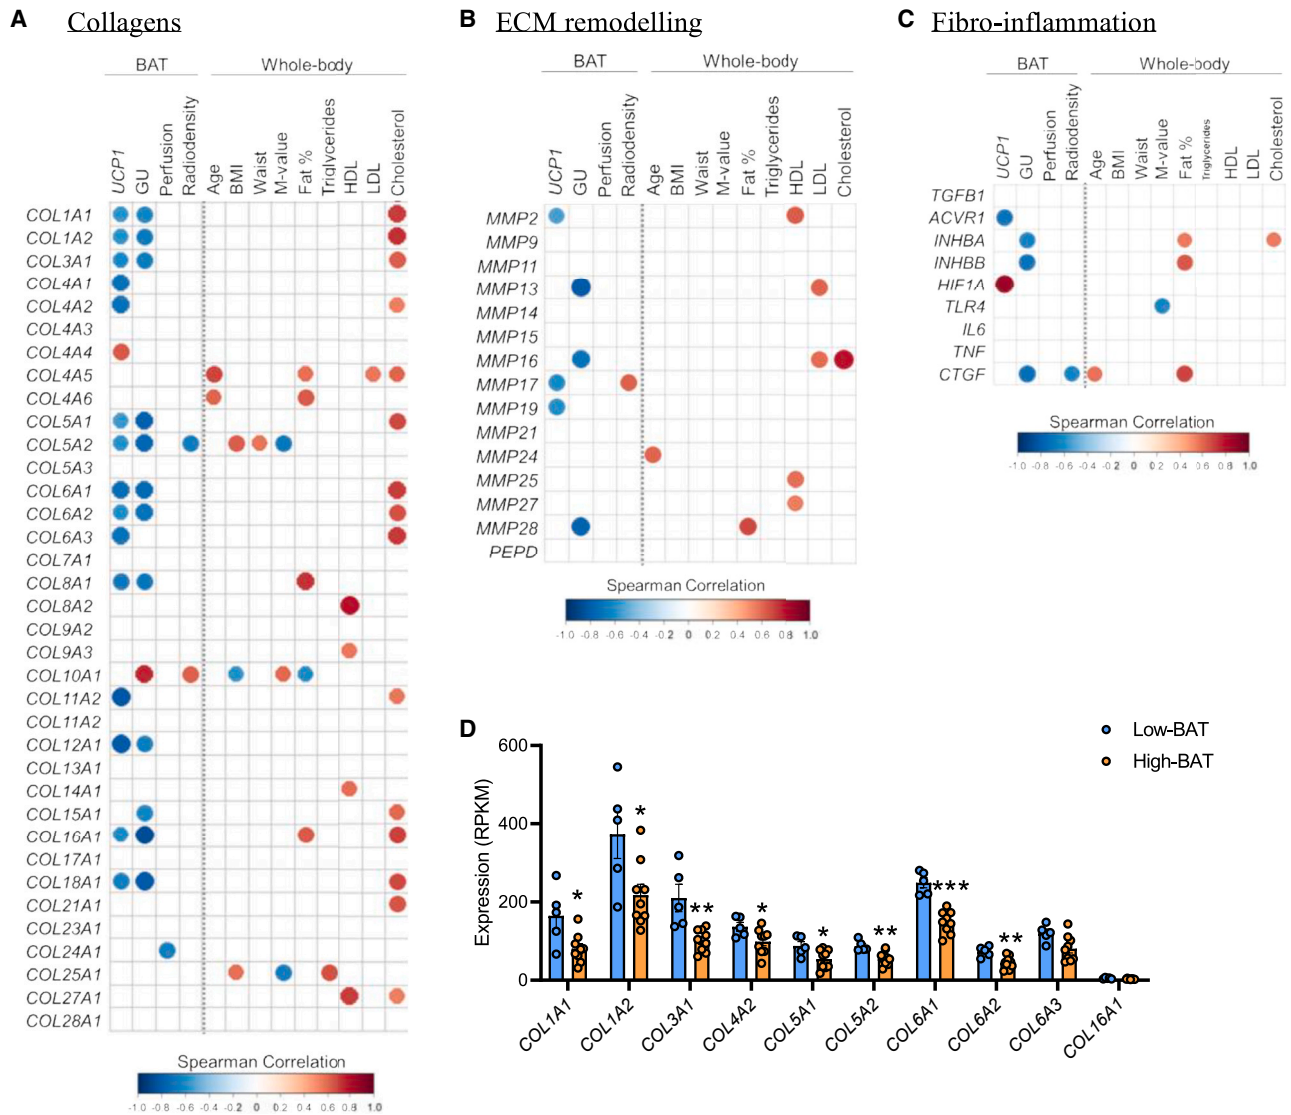 A Collagens
BAT Whole-body
UCP1 GU Perfusion Radiodensity Age BMI Waist M-value Fat % Triglycerides HDL LDL Cholesterol
COL1A1
COL1A2
COL3A1
COL4A1
COL4A2
COL4A3
COL4A4
COL4A5
COL4A6
COL5A1
COL5A2
COL5A3
COL6A1
COL6A2
COL6A3
COL7A1
COL8A1
COL8A2
COL9A2
COL9A3
COL10A1
COL11A2
COL11A2
COL12A1
COL13A1
COL14A1
COL15A1
COL16A1
COL17A1
COL18A1
COL21A1
COL23A1
COL24A1
COL25A1
COL27A1
COL28A1
Spearman Correlation
-1.0 -0.8 -0.6 -0.4 -0.2 0 0.2 0.4 0.6 0.8 1.0
B ECM remodelling
BAT Whole-body
UCP1 GU Perfusion Radiodensity Age BMI Waist M-value Fat % Triglycerides HDL LDL Cholesterol
MMP2
MMP9
MMP11
MMP13
MMP14
MMP15
MMP16
MMP17
MMP19
MMP21
MMP24
MMP25
MMP27
MMP28
PEPD
Spearman Correlation
-1.0 -0.8 -0.6 -0.4 -0.2 0 0.2 0.4 0.6 0.8 1.0
C Fibro-inflammation
BAT Whole-body
UCP1 GU Perfusion Radiodensity Age BMI Waist M-value Fat % Triglycerides HDL LDL Cholesterol
TGFB1
ACVR1
INHBA
INHBB
HIF1A
TLR4
IL6
TNF
CTGF
Spearman Correlation
-1.0 -0.8 -0.6 -0.4 -0.2 0 0.2 0.4 0.6 0.8 1.0
D
Low-BAT
High-BAT
Expression (RPKM)
600
400
200
0
* * ** * * ** *** **
COL1A1 COL1A2 COL3A1 COL4A2 COL5A1 COL5A2 COL6A1 COL6A2 COL6A3 COL16A1